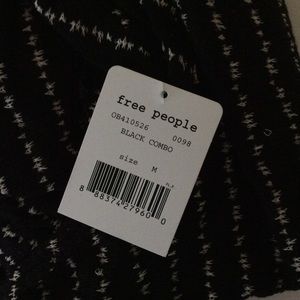 free people
OB410526 0098
BLACK COMBO
size M
8 88374 27960 0